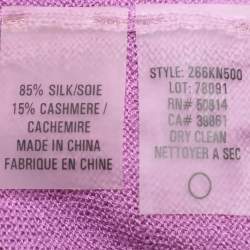 85% SILK/SOIE
15% CASHMERE/
CACHEMIRE
MADE IN CHINA
FABRIQUE EN CHINE
STYLE: 266KN500
LOT: 78091
RN# 50814
CA# 39861
DRY CLEAN
NETTOYER A SEC